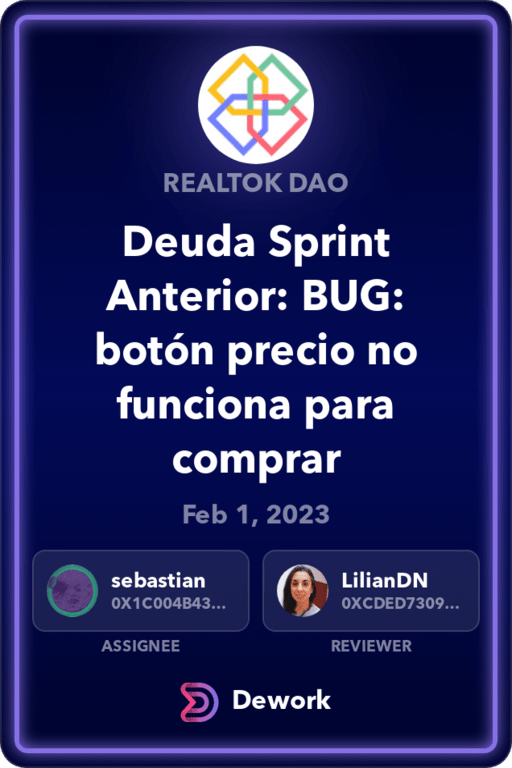 REALTOK DAO
Deuda Sprint
Anterior: BUG:
botón precio no
funciona para
comprar
Feb 1, 2023
sebastian
0X1C004B43...
ASSIGNEE
LilianDN
0XCDED7309...
REVIEWER
Dework